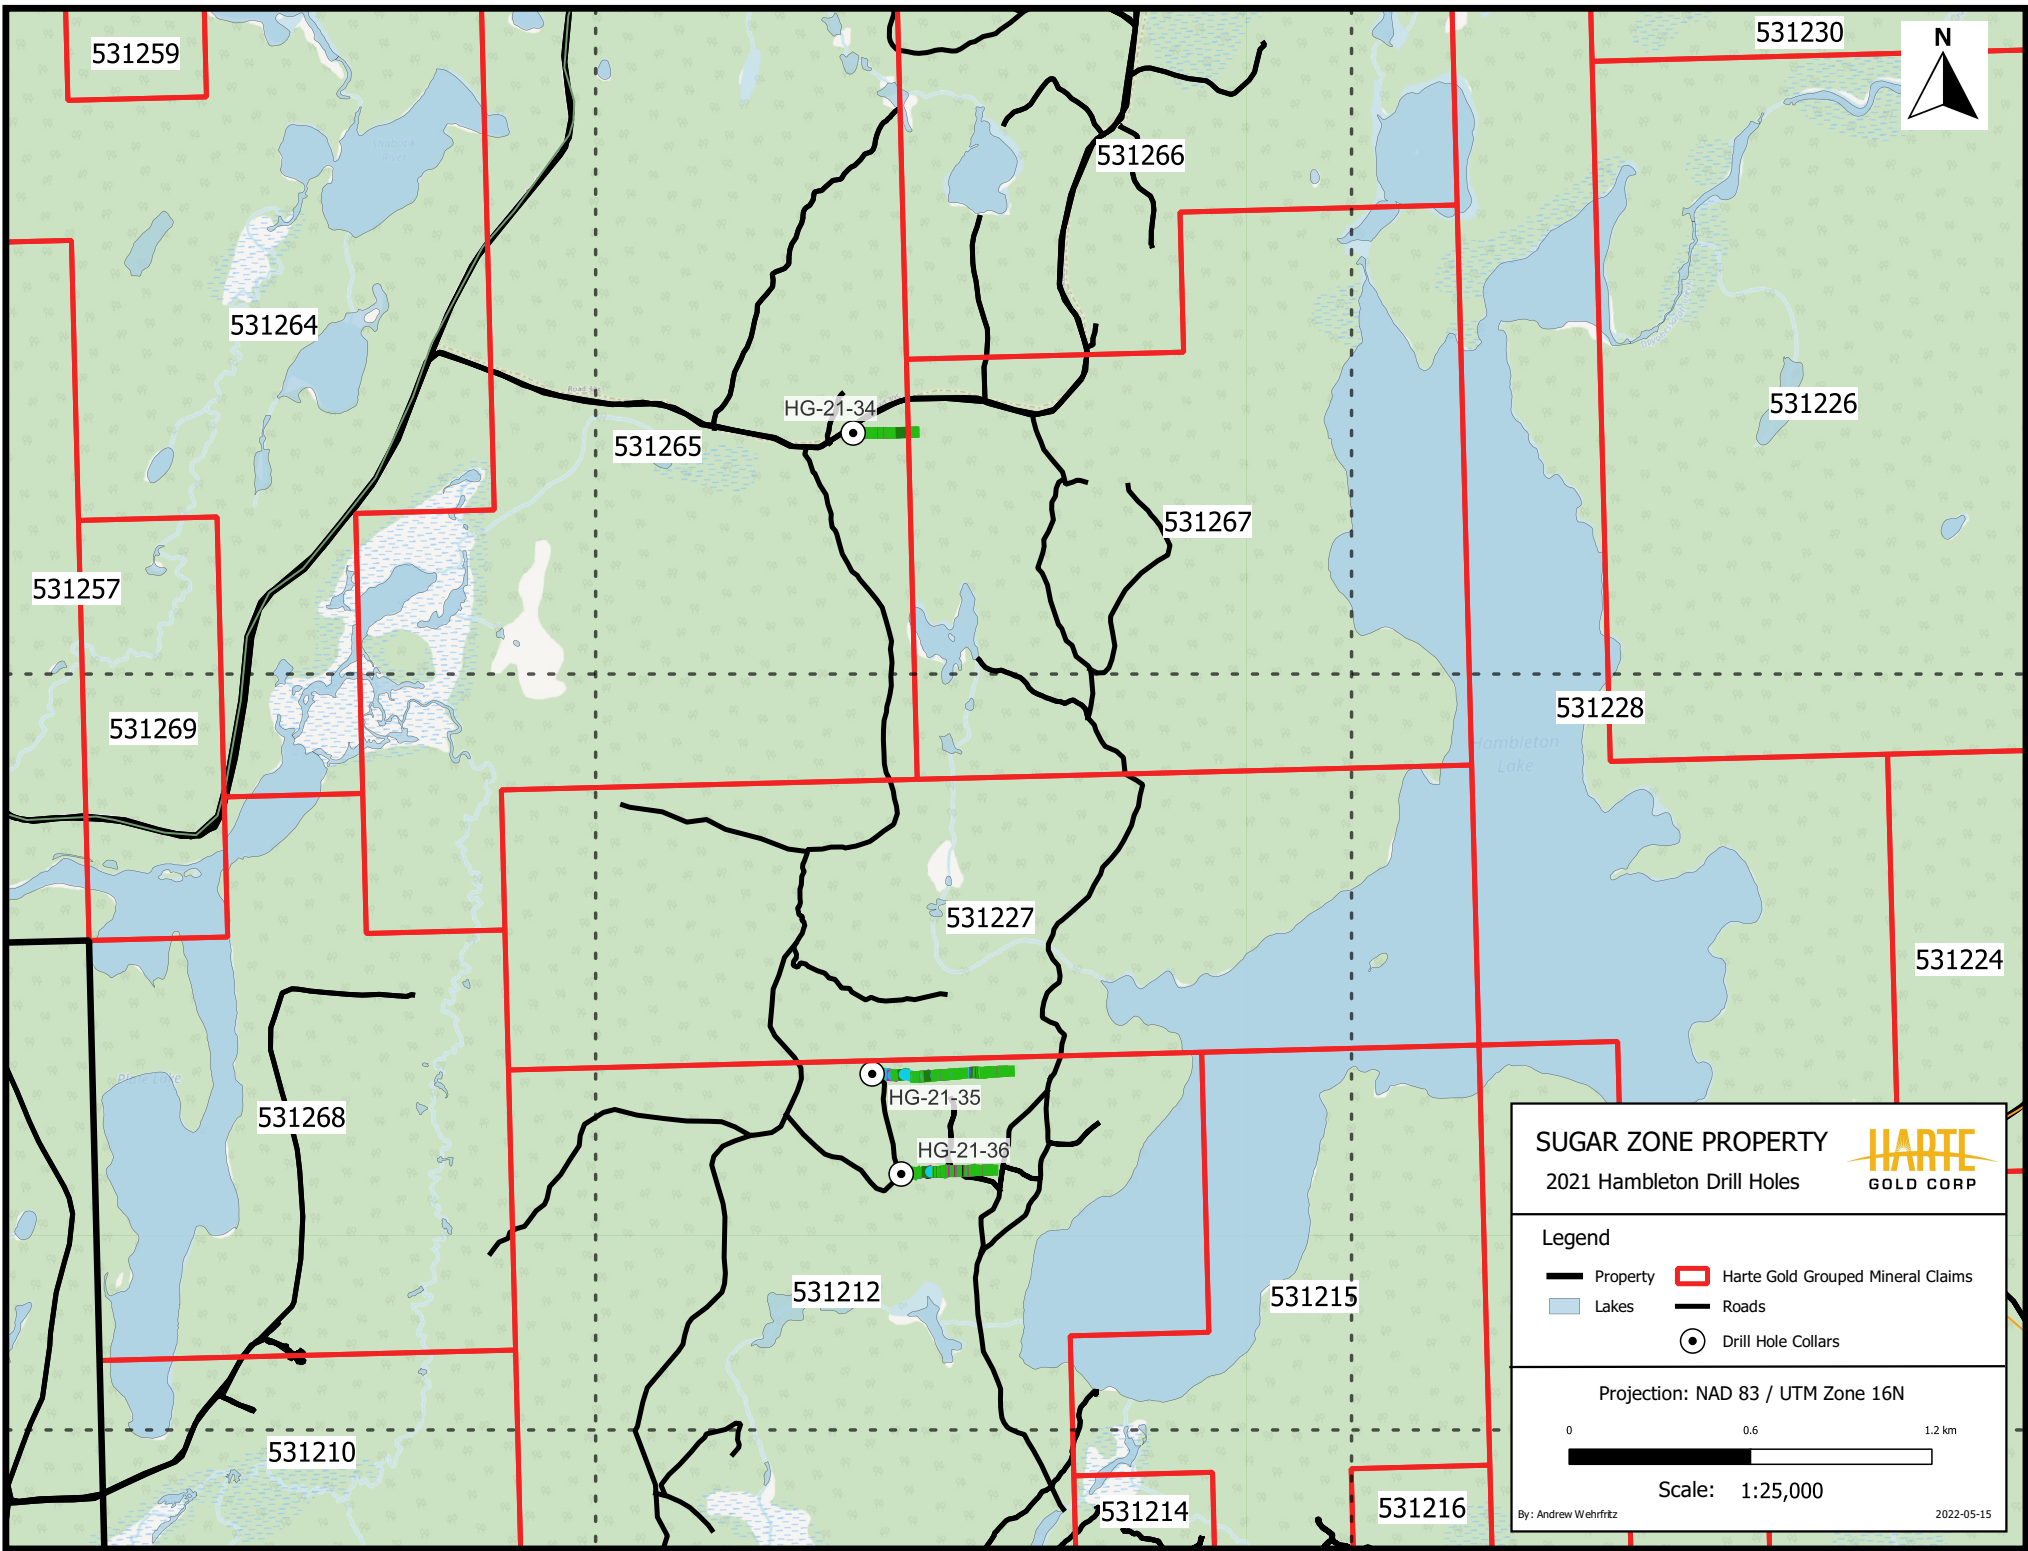 531259
531230
N
531266
531264
HG-21-34
531226
531265
531267
531257
531269
531228
Hambleton
Lake
531227
531224
HG-21-35
531268
HG-21-36
531212
531215
531210
531214
531216
SUGAR ZONE PROPERTY
2021 Hambleton Drill Holes
HARTE
GOLD CORP
Legend
Property
Harte Gold Grouped Mineral Claims
Lakes
Roads
Drill Hole Collars
Projection: NAD 83 / UTM Zone 16N
0 0.6 1.2 km
Scale: 1:25,000
By: Andrew Wehrfritz
2022-05-15